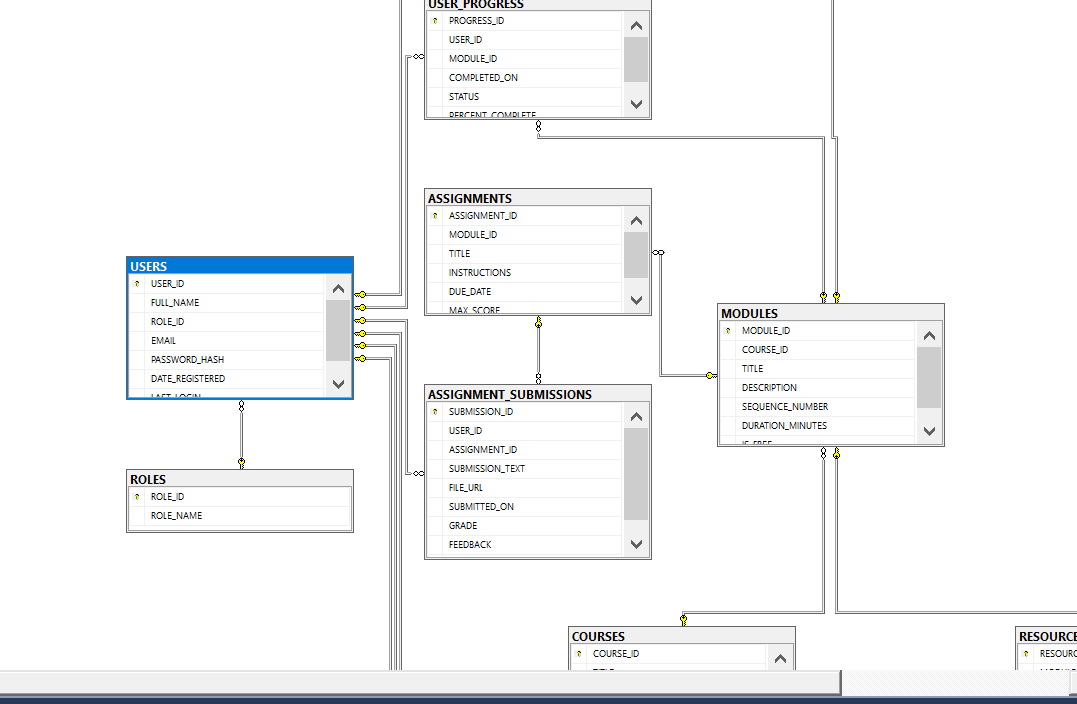 USER_PROGRESS
PROGRESS_ID
USER_ID
MODULE_ID
COMPLETED_ON
STATUS
PERCENT_COMPLETE
ASSIGNMENTS
ASSIGNMENT_ID
MODULE_ID
TITLE
INSTRUCTIONS
DUE_DATE
MAX_SCORE
USERS
USER_ID
FULL_NAME
ROLE_ID
EMAIL
PASSWORD_HASH
DATE_REGISTERED
LAST_LOGIN
MODULES
MODULE_ID
COURSE_ID
TITLE
DESCRIPTION
SEQUENCE_NUMBER
DURATION_MINUTES
IS_FREE
ASSIGNMENT_SUBMISSIONS
SUBMISSION_ID
USER_ID
ASSIGNMENT_ID
SUBMISSION_TEXT
FILE_URL
SUBMITTED_ON
GRADE
FEEDBACK
ROLES
ROLE_ID
ROLE_NAME
COURSES
COURSE_ID
RESOURCE
RESOURC